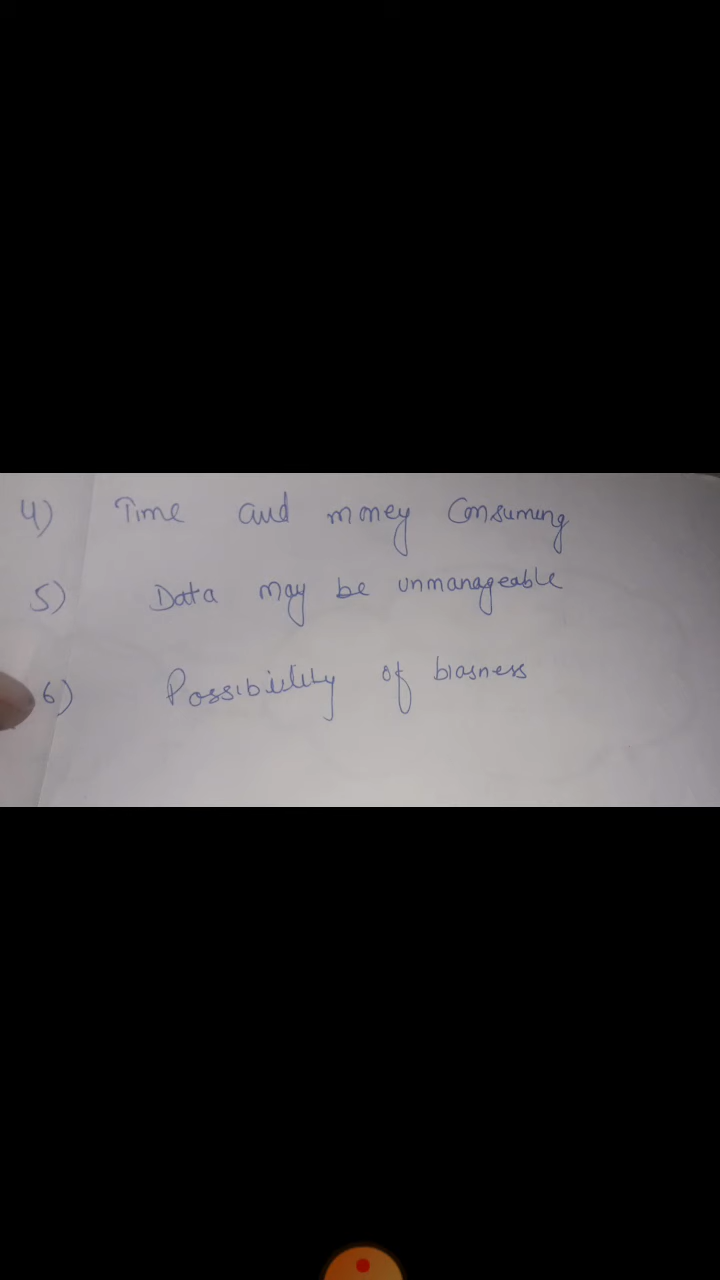 4) Time and money Consuming
5) Data may be unmanageable
6) Possibility of biasness